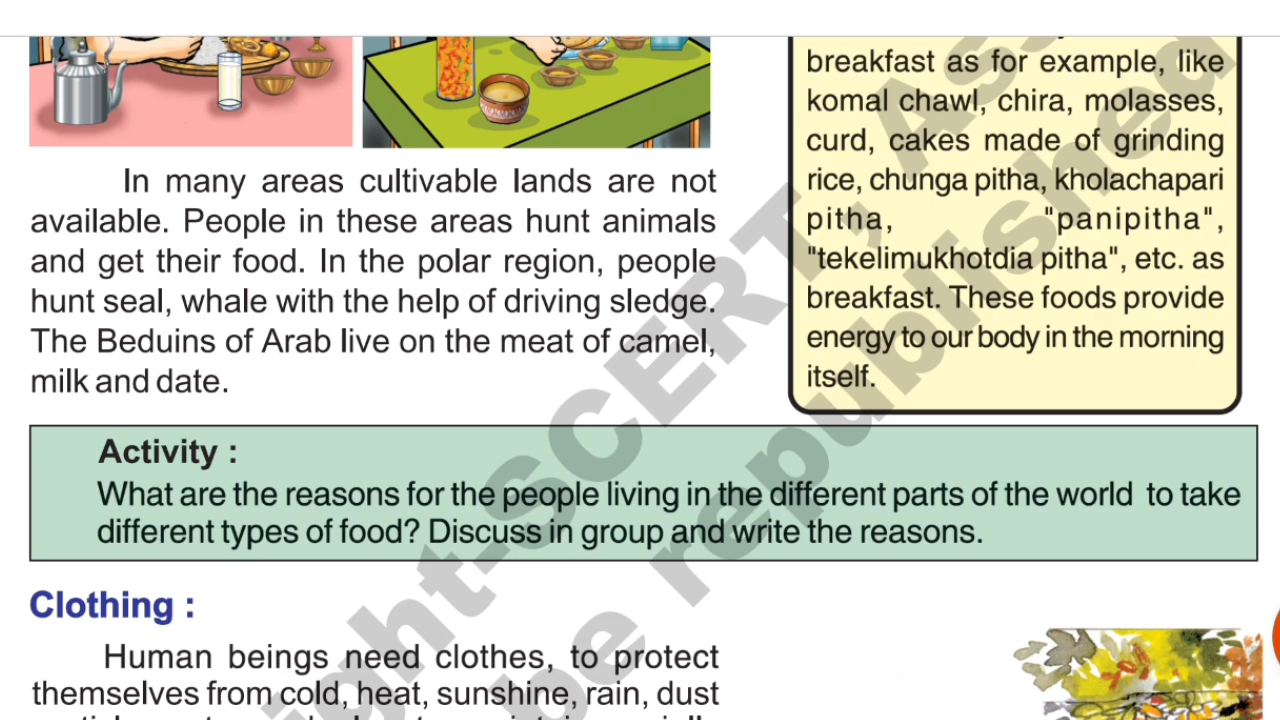 In many areas cultivable lands are not
available. People in these areas hunt animals
and get their food. In the polar region, people
hunt seal, whale with the help of driving sledge.
The Beduins of Arab live on the meat of camel,
milk and date.
breakfast as for example, like
komal chawl, chira, molasses,
curd, cakes made of grinding
rice, chunga pitha, kholachapari
pitha, "panipitha",
"tekelimukhotdia pitha", etc. as
breakfast. These foods provide
energy to our body in the morning
itself.
Activity :
What are the reasons for the people living in the different parts of the world to take
different types of food? Discuss in group and write the reasons.
Clothing :
Human beings need clothes, to protect
themselves from cold, heat, sunshine, rain, dust